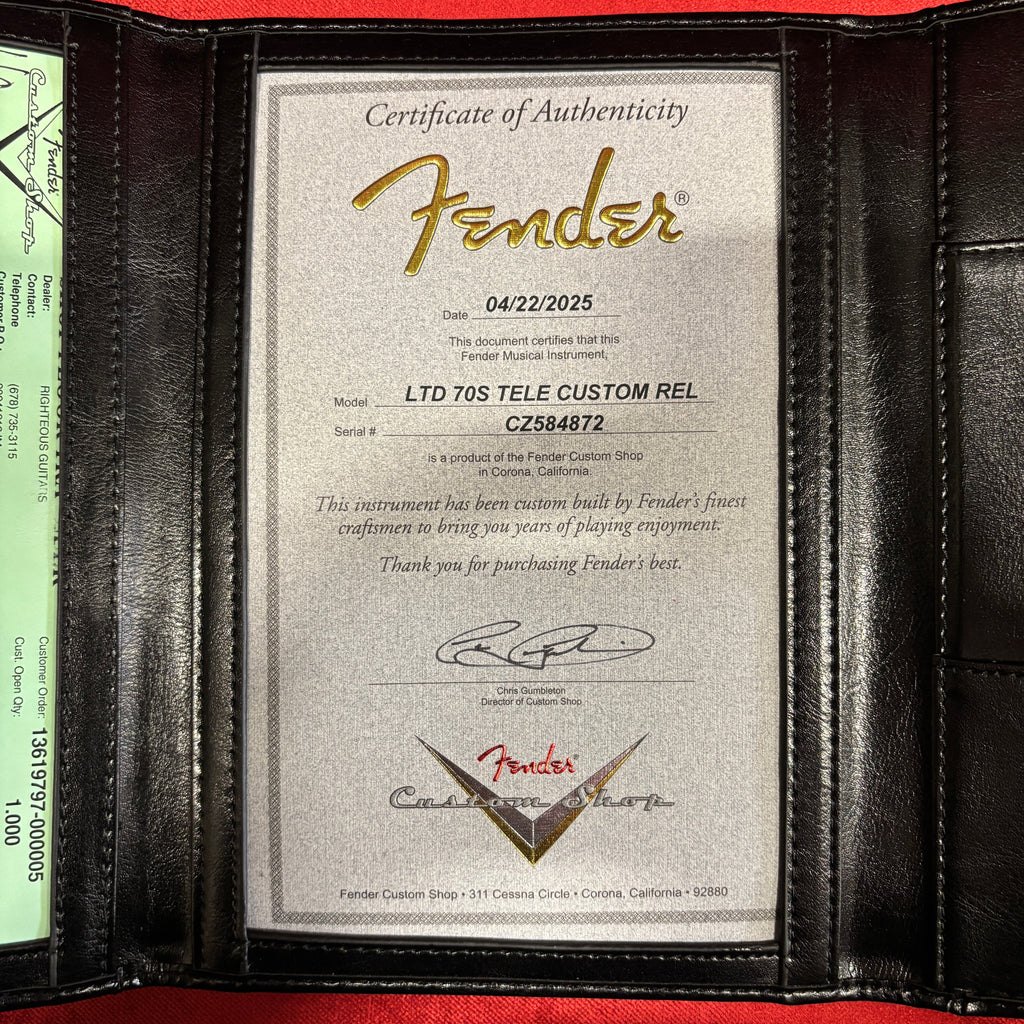 Certificate of Authenticity
Fender®
Date 04/22/2025
This document certifies that this
Fender Musical Instrument,
Model LTD 70S TELE CUSTOM REL
Serial # CZ584872
is a product of the Fender Custom Shop
in Corona, California.
This instrument has been custom built by Fender's finest
craftsmen to bring you years of playing enjoyment.
Thank you for purchasing Fender's best.
Chris Gumbleton
Director of Custom Shop
Fender
Custom Shop
Fender Custom Shop • 311 Cessna Circle • Corona, California • 92880
Fender
Custom Shop
Dealer: RIGHTEOUS GUITARS
Contact:
Telephone (678) 735-3115
Customer Order: 13619797-000005
Cust. Open Qty: 1.000